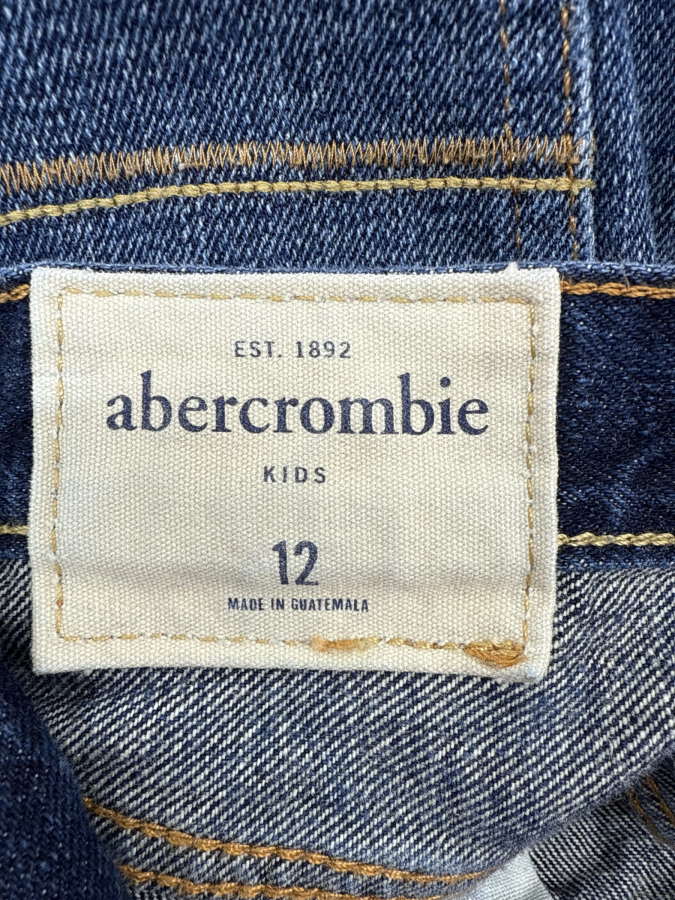 EST. 1892
abercrombie
KIDS
12
MADE IN GUATEMALA